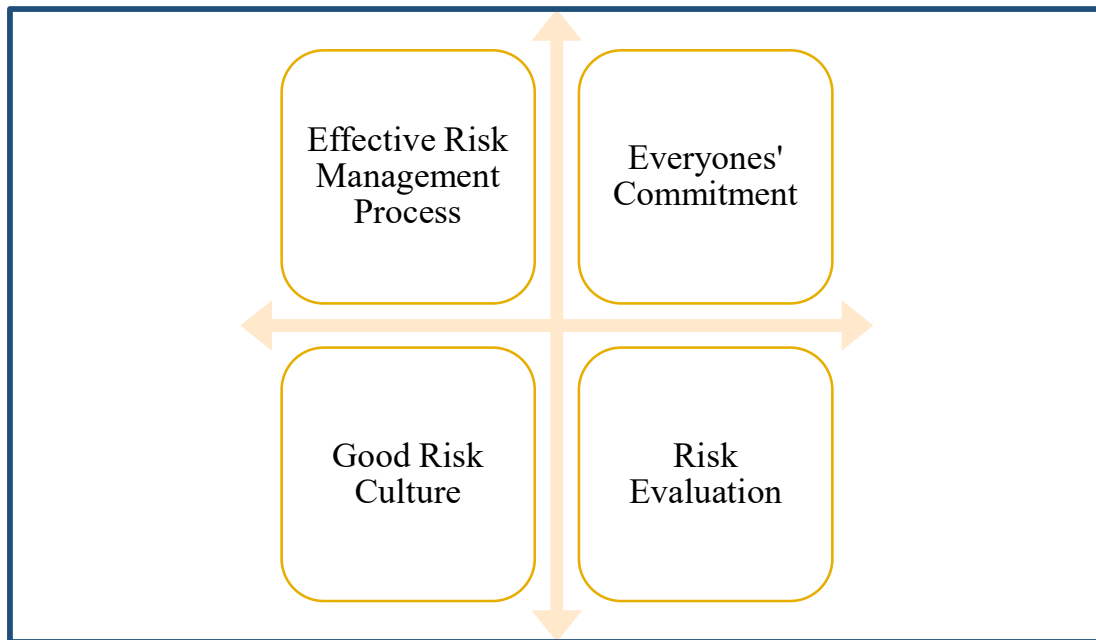 Effective Risk
Management
Process
Everyones'
Commitment
Good Risk
Culture
Risk
Evaluation